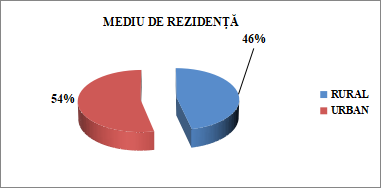 MEDIU DE REZIDENȚĂ
46%
54%
RURAL
URBAN